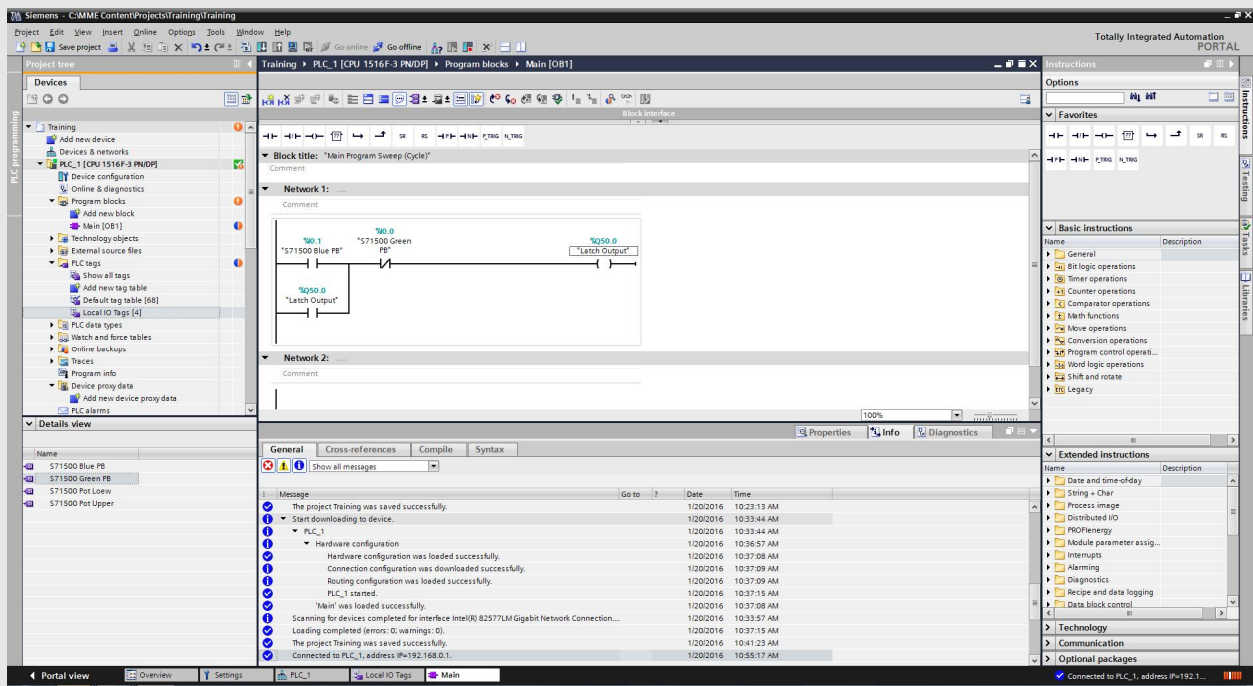 Siemens - C:\MME Content\Projects\Training\Training
Project Edit View Insert Online Options Tools Window Help
Totally Integrated Automation
PORTAL
Save project
Go online
Go offline
Project tree
Training ▸ PLC_1 [CPU 1516F-3 PN/DP] ▸ Program blocks ▸ Main [OB1]
Instructions
Devices
Options
PLC programming
Training
Add new device
Devices & networks
PLC_1 [CPU 1516F-3 PN/DP]
Device configuration
Online & diagnostics
Program blocks
Add new block
Main [OB1]
Technology objects
External source files
PLC tags
Show all tags
Add new tag table
Default tag table [68]
Local IO Tags [4]
PLC data types
Watch and force tables
Online backups
Traces
Program info
Device proxy data
Add new device proxy data
PLC alarms
Details view
Name
S71500 Blue PB
S71500 Green PB
S71500 Pot Loew
S71500 Pot Upper
Block interface
SR RS P_TRIG N_TRIG
Block title: "Main Program Sweep (Cycle)"
Comment
Network 1: .....
Comment
%I0.1
"S71500 Blue PB"
%I0.0
"S71500 Green
PB"
%Q50.0
"Latch Output"
%Q50.0
"Latch Output"
Network 2: .....
Comment
100%
Properties Info Diagnostics
General Cross-references Compile Syntax
Show all messages
! Message Go to ? Date Time
The project Training was saved successfully. 1/20/2016 10:23:13 AM
Start downloading to device. 1/20/2016 10:33:44 AM
PLC_1 1/20/2016 10:33:44 AM
Hardware configuration 1/20/2016 10:36:57 AM
Hardware configuration was loaded successfully. 1/20/2016 10:37:08 AM
Connection configuration was downloaded successfully. 1/20/2016 10:37:09 AM
Routing configuration was loaded successfully. 1/20/2016 10:37:09 AM
PLC_1 started. 1/20/2016 10:37:15 AM
'Main' was loaded successfully. 1/20/2016 10:37:08 AM
Scanning for devices completed for interface Intel(R) 82577LM Gigabit Network Connection.... 1/20/2016 10:33:57 AM
Loading completed (errors: 0; warnings: 0). 1/20/2016 10:37:15 AM
The project Training was saved successfully. 1/20/2016 10:41:23 AM
Connected to PLC_1, address IP=192.168.0.1. 1/20/2016 10:55:17 AM
Favorites
SR RS
P_TRIG N_TRIG
Basic instructions
Name Description
General
Bit logic operations
Timer operations
Counter operations
Comparator operations
Math functions
Move operations
Conversion operations
Program control operati...
Word logic operations
Shift and rotate
Legacy
Extended instructions
Name Description
Date and time-of-day
String + Char
Process image
Distributed I/O
PROFIenergy
Module parameter assig...
Interrupts
Alarming
Diagnostics
Recipe and data logging
Data block control
Technology
Communication
Optional packages
Instructions
Testing
Tasks
Libraries
Portal view
Overview
Settings
PLC_1
Local IO Tags
Main
Connected to PLC_1, address IP=192.1...